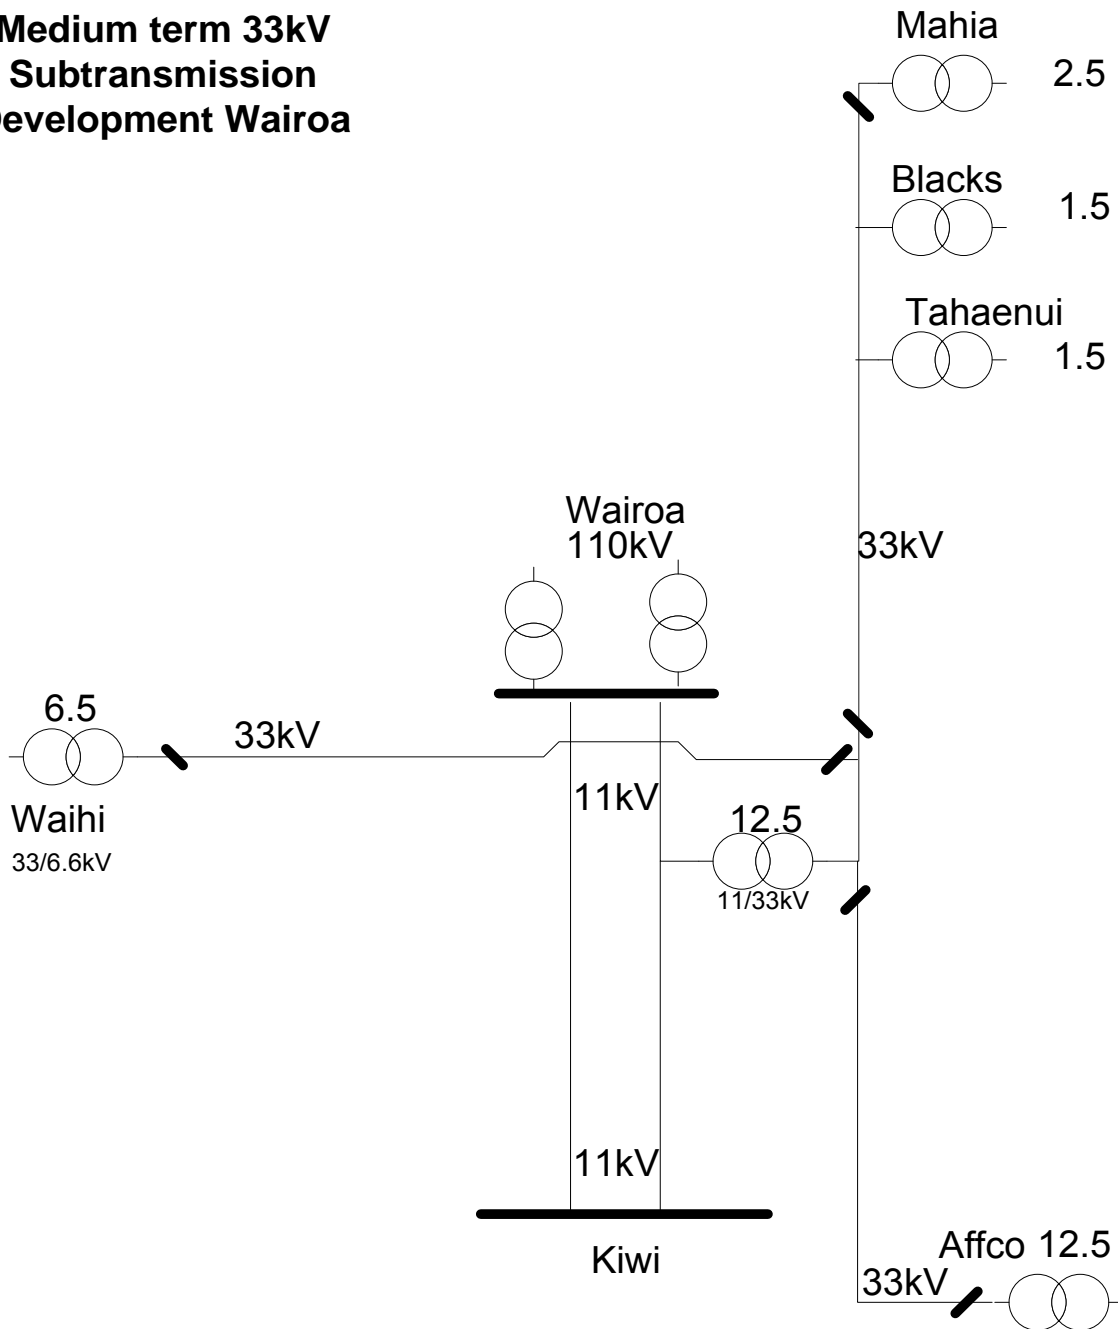 Medium term 33kV
Subtransmission
Development Wairoa
Mahia
2.5
Blacks
1.5
Tahaenui
1.5
Wairoa
110kV
33kV
6.5
33kV
Waihi
33/6.6kV
11kV
12.5
11/33kV
11kV
Kiwi
Affco 12.5
33kV